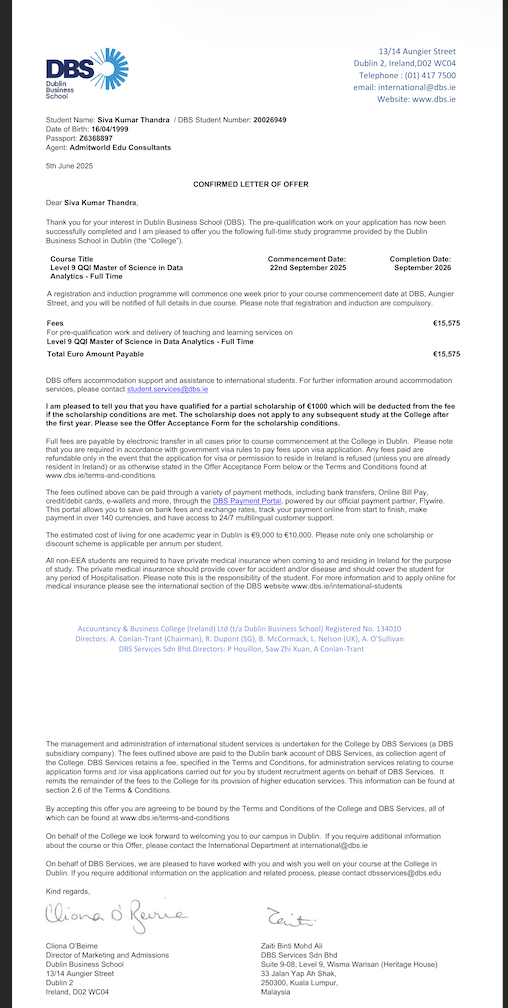 DBS
Dublin
Business
School
13/14 Aungier Street
Dublin 2, Ireland,D02 WC04
Telephone : (01) 417 7500
email: international@dbs.ie
Website: www.dbs.ie
Student Name: Siva Kumar Thandra / DBS Student Number: 20026949
Date of Birth: 16/04/1999
Passport: Z6368897
Agent: Admitworld Edu Consultants
5th June 2025
CONFIRMED LETTER OF OFFER
Dear Siva Kumar Thandra,
Thank you for your interest in Dublin Business School (DBS). The pre-qualification work on your application has now been
successfully completed and I am pleased to offer you the following full-time study programme provided by the Dublin
Business School in Dublin (the “College”).
Course Title Commencement Date: Completion Date:
Level 9 QQI Master of Science in Data 22nd September 2025 September 2026
Analytics - Full Time
A registration and induction programme will commence one week prior to your course commencement date at DBS, Aungier
Street, and you will be notified of full details in due course. Please note that registration and induction are compulsory.
Fees €15,575
For pre-qualification work and delivery of teaching and learning services on
Level 9 QQI Master of Science in Data Analytics - Full Time
Total Euro Amount Payable €15,575
DBS offers accommodation support and assistance to international students. For further information around accommodation
services, please contact student.services@dbs.ie
I am pleased to tell you that you have qualified for a partial scholarship of €1000 which will be deducted from the fee
if the scholarship conditions are met. The scholarship does not apply to any subsequent study at the College after
the first year. Please see the Offer Acceptance Form for the scholarship conditions.
Full fees are payable by electronic transfer in all cases prior to course commencement at the College in Dublin. Please note
that you are required in accordance with government visa rules to pay fees upon visa application. Any fees paid are
refundable only in the event that the application for visa or permission to reside in Ireland is refused (unless you are already
resident in Ireland) or as otherwise stated in the Offer Acceptance Form below or the Terms and Conditions found at
www.dbs.ie/terms-and-conditions
The fees outlined above can be paid through a variety of payment methods, including bank transfers, Online Bill Pay,
credit/debit cards, e-wallets and more, through the DBS Payment Portal, powered by our official payment partner, Flywire.
This portal allows you to save on bank fees and exchange rates, track your payment online from start to finish, make
payment in over 140 currencies, and have access to 24/7 multilingual customer support.
The estimated cost of living for one academic year in Dublin is €9,000 to €10,000. Please note only one scholarship or
discount scheme is applicable per annum per student.
All non-EEA students are required to have private medical insurance when coming to and residing in Ireland for the purpose
of study. The private medical insurance should provide cover for accident and/or disease and should cover the student for
any period of Hospitalisation. Please note this is the responsibility of the student. For more information and to apply online for
medical insurance please see the international section of the DBS website www.dbs.ie/international-students
Accountancy & Business College (Ireland) Ltd (t/a Dublin Business School) Registered No. 134010
Directors: A. Conlan-Trant (Chairman), R. Dupont (SG), B. McCormack, L. Nelson (UK), A. O’Sullivan
DBS Services Sdn Bhd.Directors: P Houillon, Saw Zhi Xuan, A Conlan-Trant
The management and administration of international student services is undertaken for the College by DBS Services (a DBS
subsidiary company). The fees outlined above are paid to the Dublin bank account of DBS Services, as collection agent of
the College. DBS Services retains a fee, specified in the Terms and Conditions, for administration services relating to course
application forms and /or visa applications carried out for you by student recruitment agents on behalf of DBS Services. It
remits the remainder of the fees to the College for its provision of higher education services. This information can be found at
section 2.6 of the Terms & Conditions.
By accepting this offer you are agreeing to be bound by the Terms and Conditions of the College and DBS Services, all of
which can be found at www.dbs.ie/terms-and-conditions
On behalf of the College we look forward to welcoming you to our campus in Dublin. If you require additional information
about the course or this Offer, please contact the International Department at international@dbs.ie
On behalf of DBS Services, we are pleased to have worked with you and wish you well on your course at the College in
Dublin. If you require additional information on the application and related process, please contact dbsservices@dbs.edu
Kind regards,
Cliona O'Beirne
Cliona O'Beirne Zaiti Binti Mohd Ali
Director of Marketing and Admissions DBS Services Sdn Bhd
Dublin Business School Suite 9-08, Level 9, Wisma Warisan (Heritage House)
13/14 Aungier Street 33 Jalan Yap Ah Shak,
Dublin 2 250300, Kuala Lumpur,
Ireland, D02 WC04 Malaysia